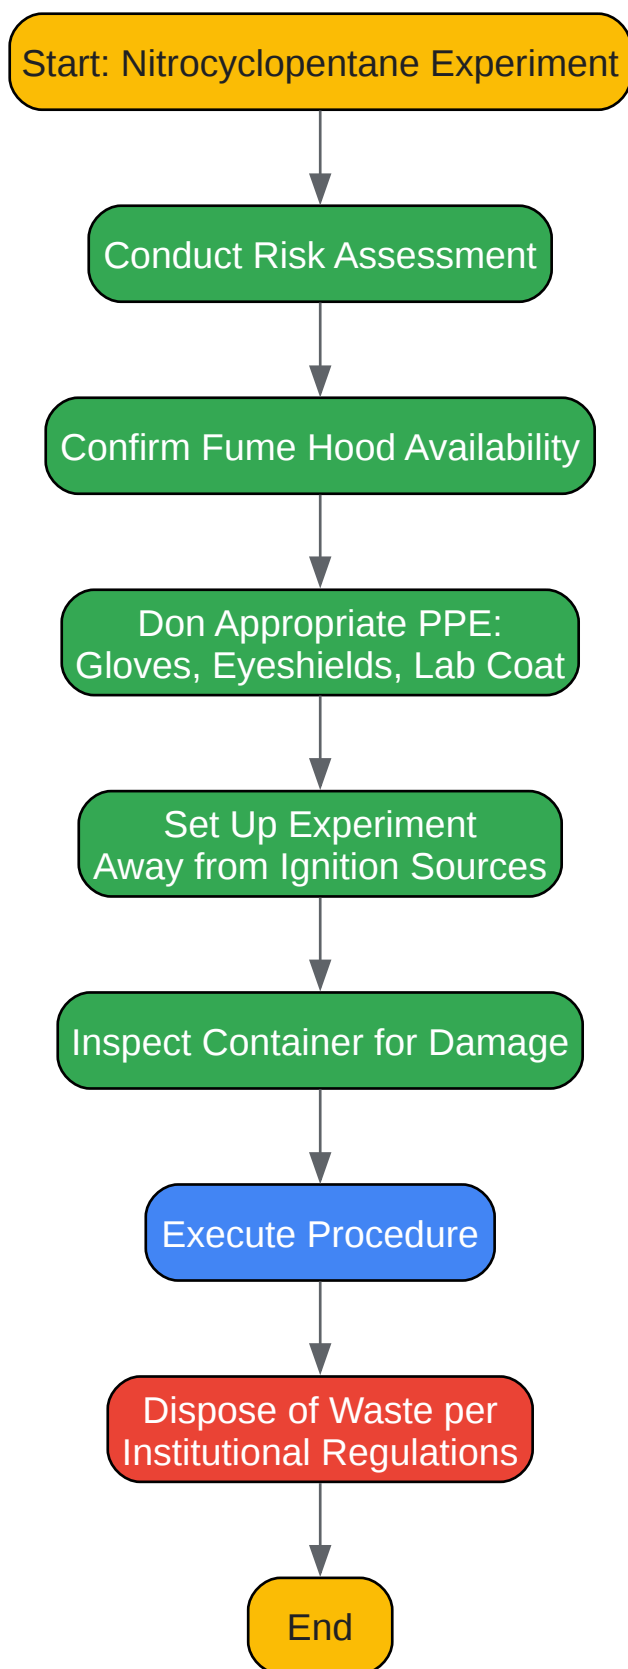 Start: Nitrocyclopentane Experiment
Conduct Risk Assessment
Confirm Fume Hood Availability
Don Appropriate PPE:
Gloves, Eyeshields, Lab Coat
Set Up Experiment
Away from Ignition Sources
Inspect Container for Damage
Execute Procedure
Dispose of Waste per
Institutional Regulations
End